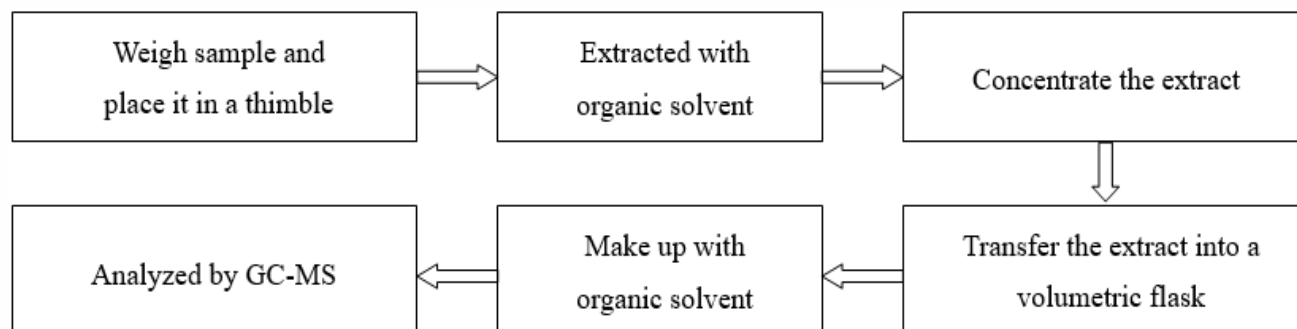 Weigh sample and
place it in a thimble
Extracted with
organic solvent
Concentrate the extract
Transfer the extract into a
volumetric flask
Make up with
organic solvent
Analyzed by GC-MS